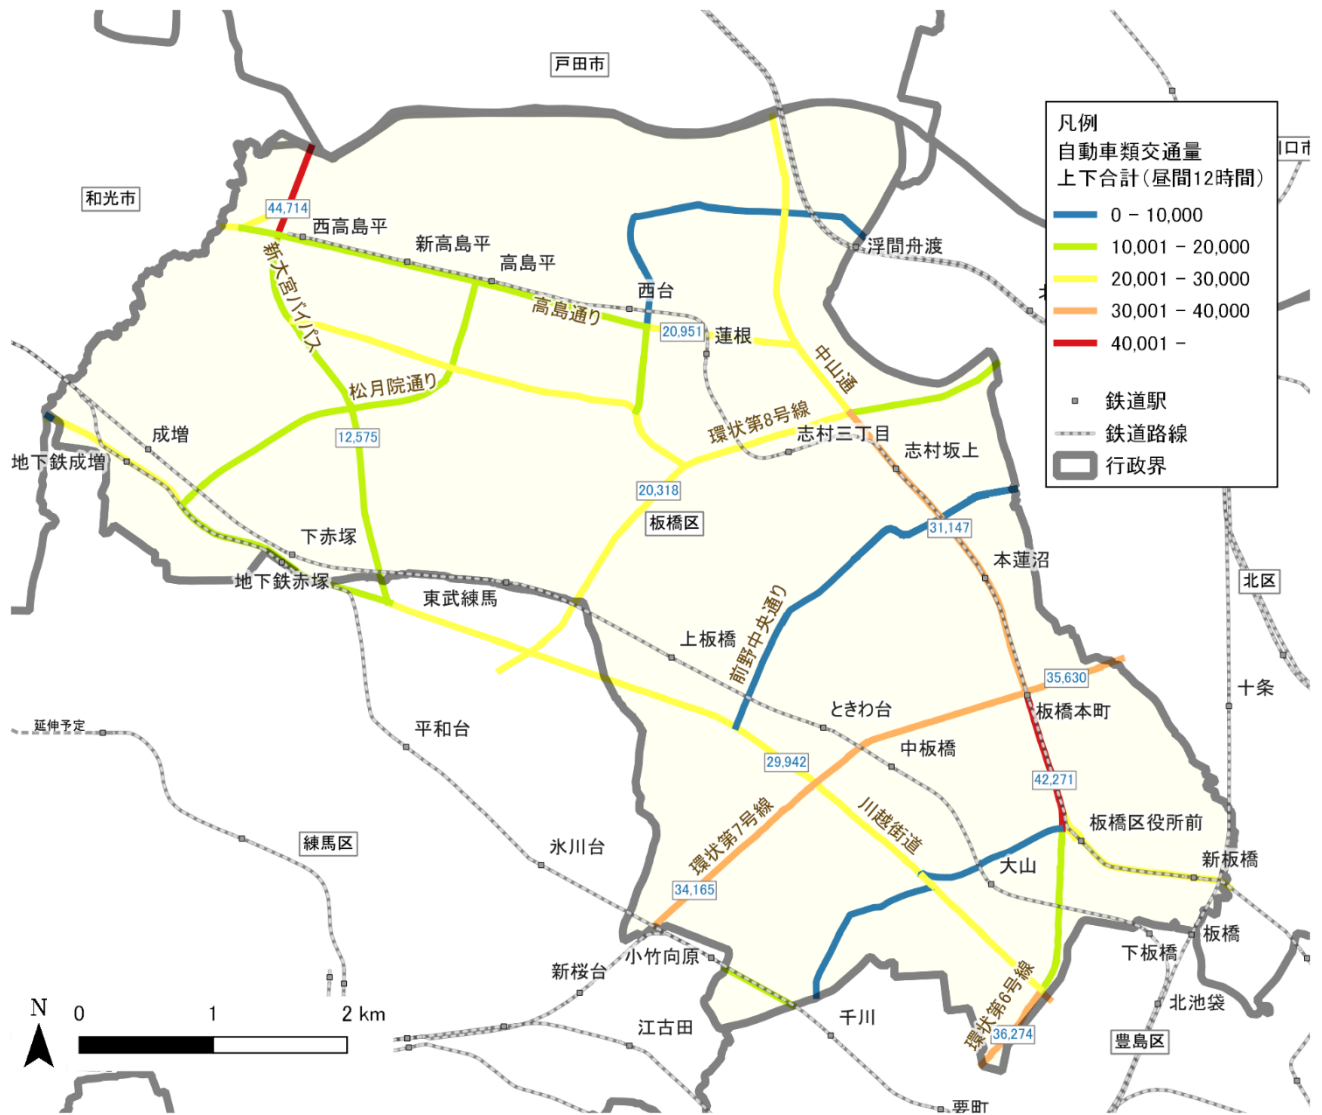 戸田市
凡例
自動車類交通量
上下合計(昼間12時間)
0 - 10,000
10,001 - 20,000
20,001 - 30,000
30,001 - 40,000
40,001 -
鉄道駅
鉄道路線
行政界
和光市
44,714
西高島平
新高島平
高島平
西台
浮間舟渡
新大宮バイパス
高島通り
20,951
蓮根
中山通
松月院通り
環状第8号線
12,575
成増
地下鉄成増
志村三丁目
志村坂上
20,318
板橋区
31,147
下赤塚
地下鉄赤塚
東武練馬
本蓮沼
北区
上板橋
前野中央通り
35,630
十条
ときわ台
板橋本町
延伸予定
平和台
中板橋
29,942
42,271
川越街道
環状第7号線
板橋区役所前
練馬区
氷川台
大山
新板橋
34,165
小竹向原
新桜台
下板橋
板橋
環状第6号線
北池袋
江古田
千川
36,274
豊島区
要町
N
0 1 2 km